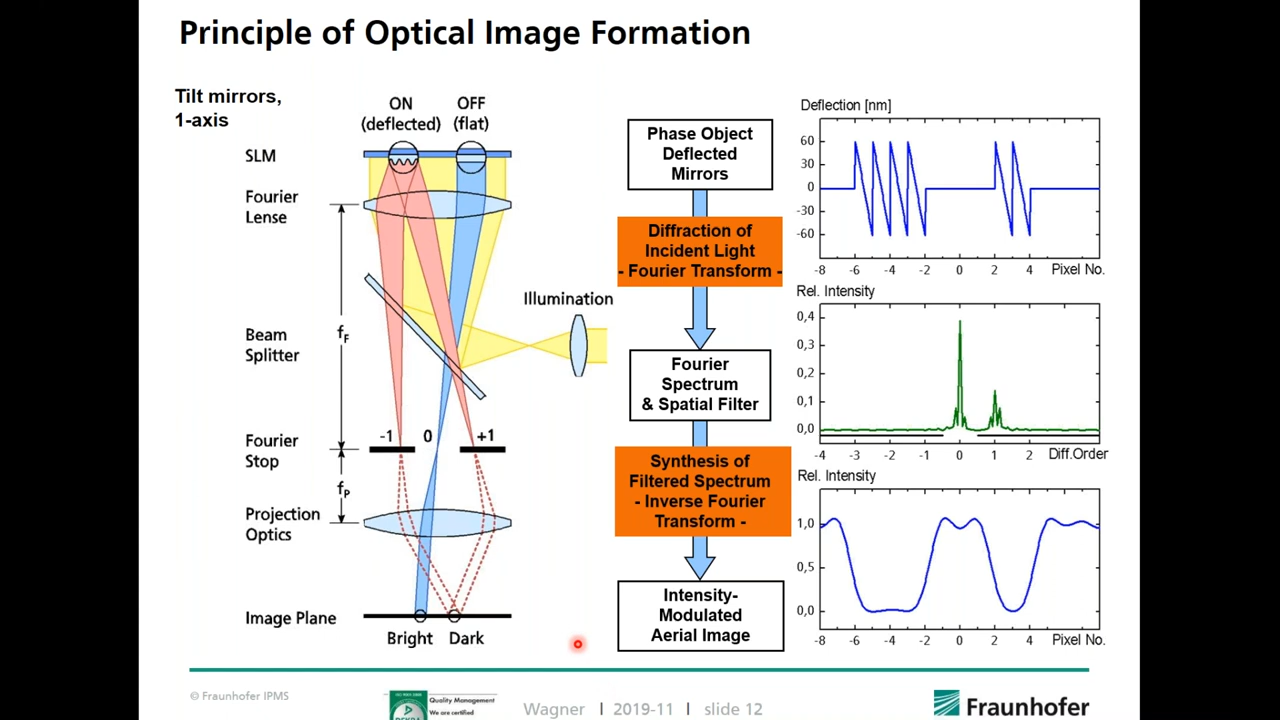 Principle of Optical Image Formation
Tilt mirrors,
1-axis
ON
(deflected)
OFF
(flat)
SLM
Fourier
Lense
Illumination
Beam
Splitter
fF
-1
0
+1
Fourier
Stop
fP
Projection
Optics
Image Plane
Bright
Dark
Phase Object
Deflected
Mirrors
Diffraction of
Incident Light
- Fourier Transform -
Fourier
Spectrum
& Spatial Filter
Synthesis of
Filtered Spectrum
- Inverse Fourier
Transform -
Intensity-
Modulated
Aerial Image
Deflection [nm]
60
30
0
-30
-60
-8 -6 -4 -2 0 2 4 Pixel No.
Rel. Intensity
0,4
0,3
0,2
0,1
0,0
-4 -3 -2 -1 0 1 2 Diff.Order
Rel. Intensity
1,0
0,5
0,0
-8 -6 -4 -2 0 2 4 Pixel No.
© Fraunhofer IPMS
Quality Management
We are certified
Wagner I 2019-11 I slide 12
Fraunhofer